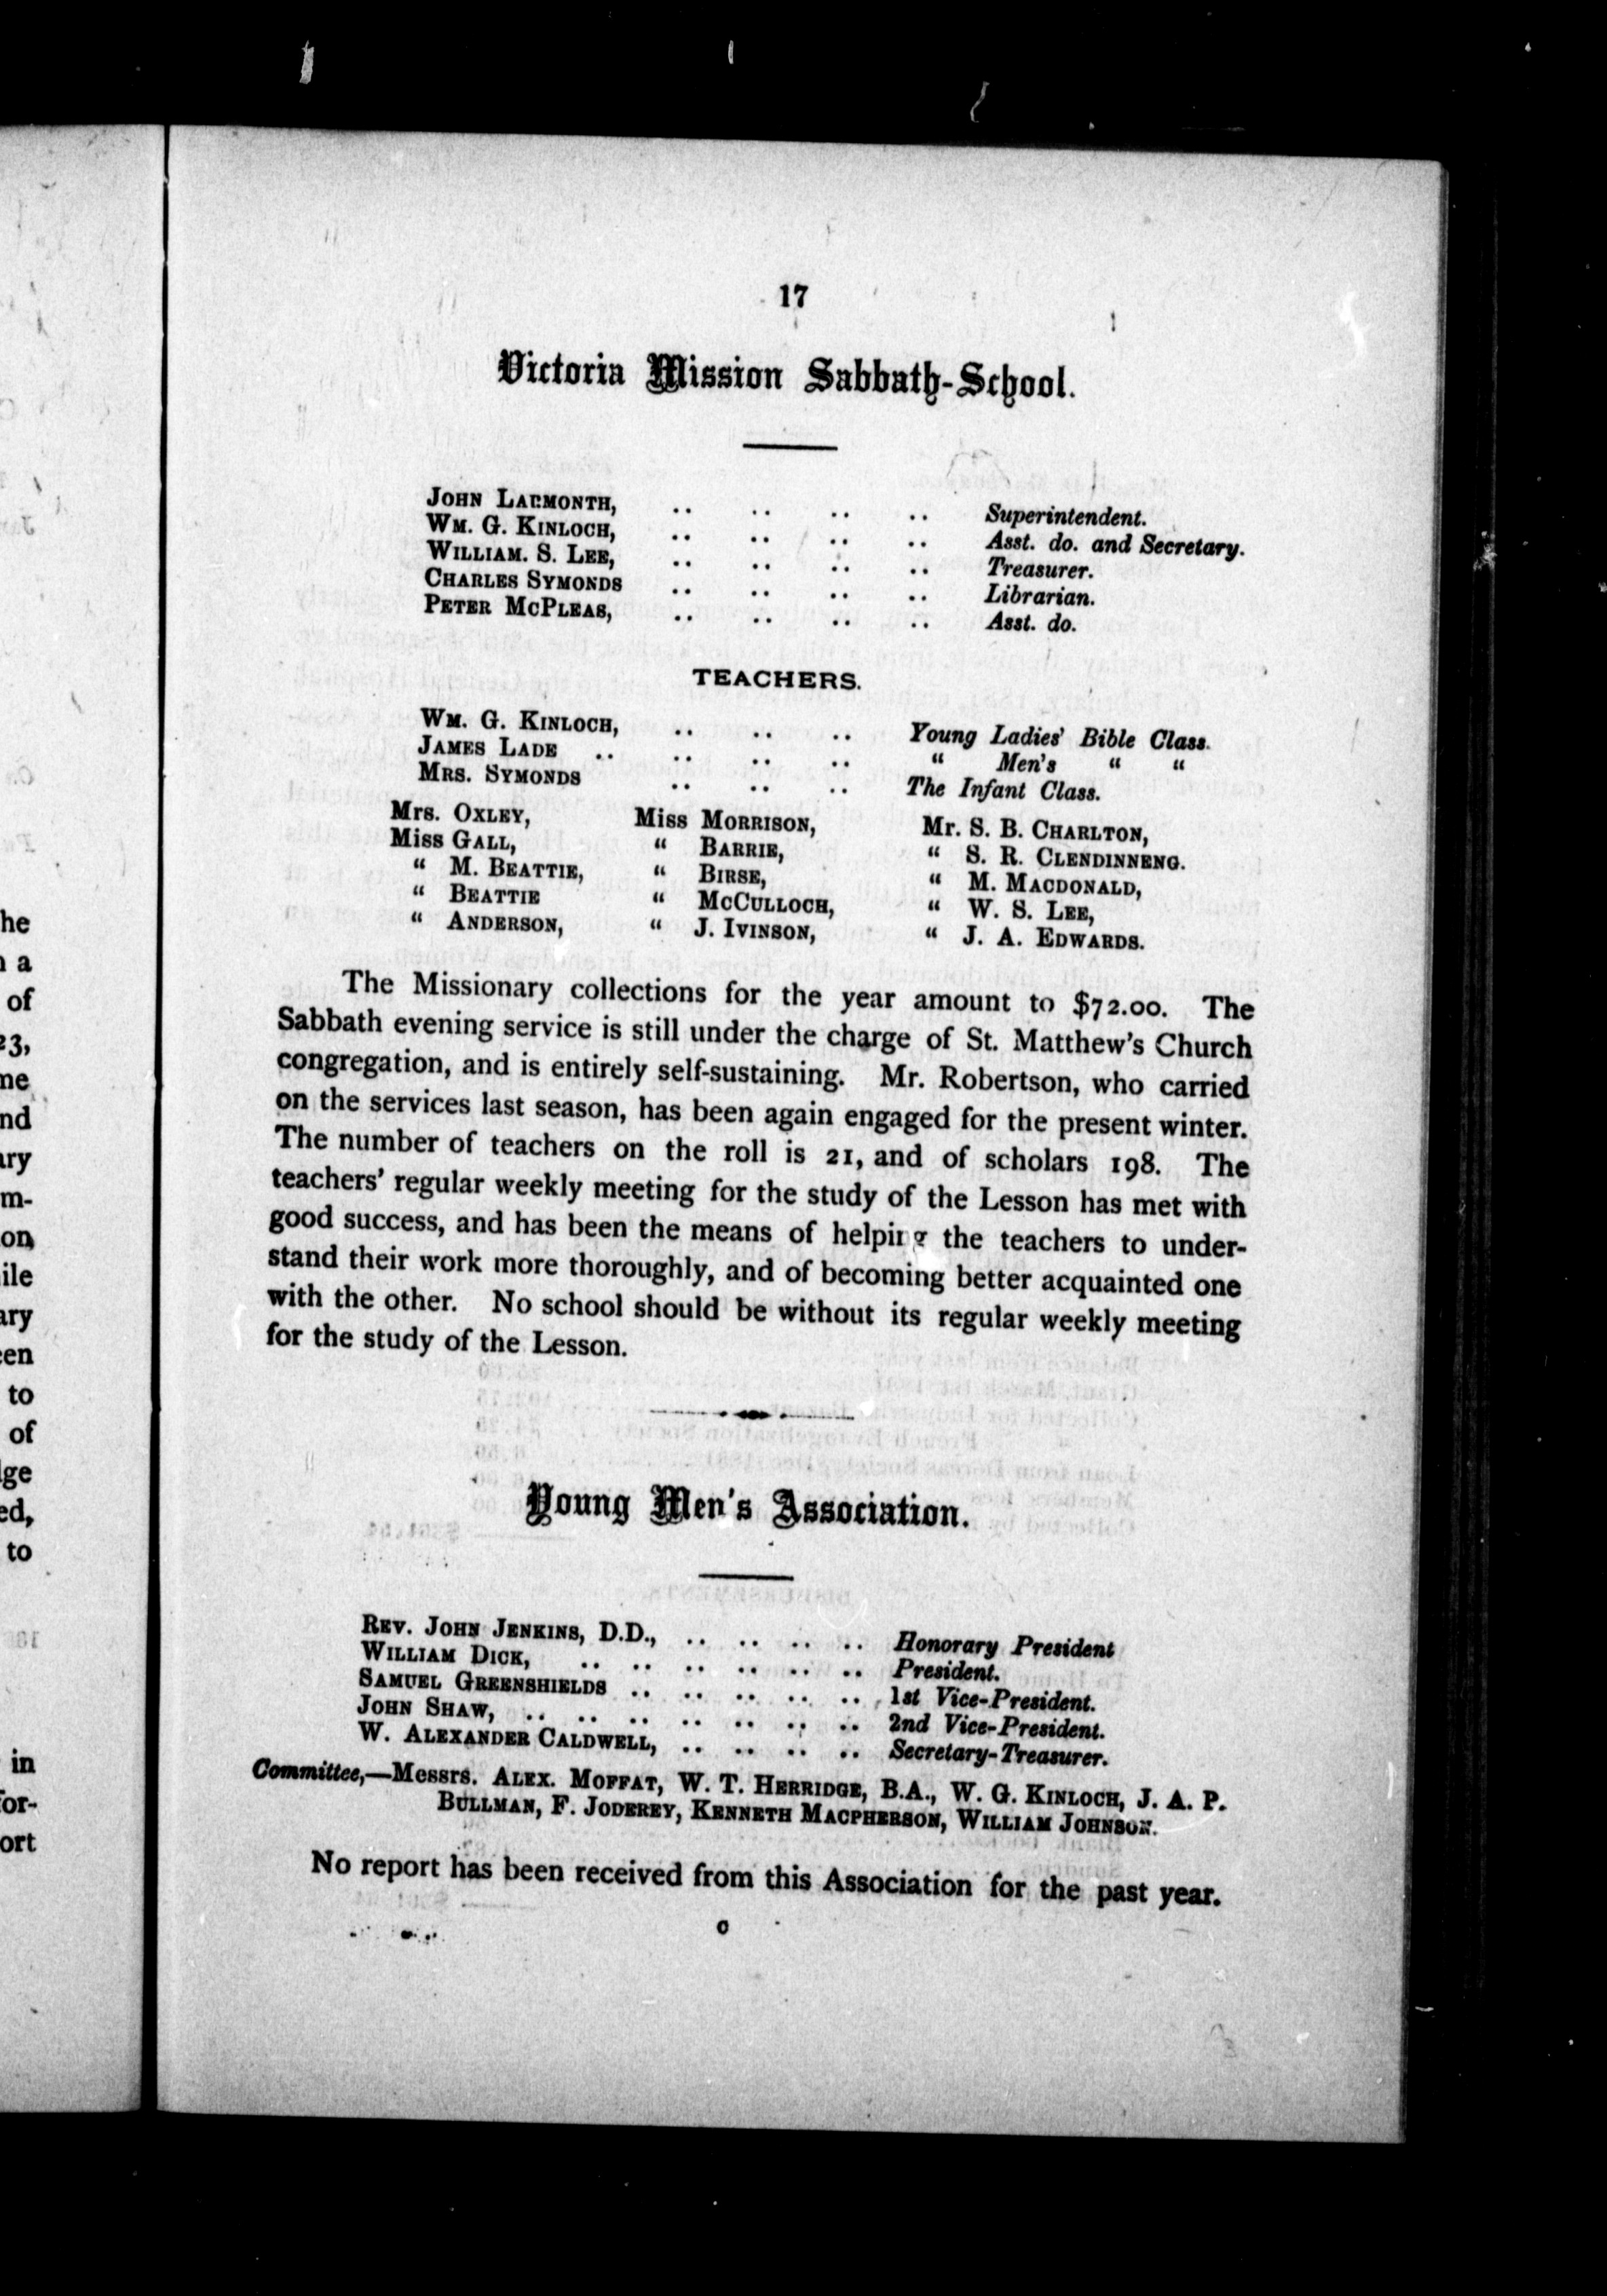 17
Victoria Mission Sabbath-School.
JOHN LARMONTH, .. .. .. .. Superintendent.
WM. G. KINLOCH, .. .. .. .. Asst. do. and Secretary.
WILLIAM. S. LEE, .. .. .. .. Treasurer.
CHARLES SYMONDS .. .. .. .. Librarian.
PETER MCPLEAS, .. .. .. .. Asst. do.
TEACHERS.
WM. G. KINLOCH, .. .. .. Young Ladies' Bible Class.
JAMES LADE .. .. .. .. “ Men's “ “
MRS. SYMONDS .. .. .. The Infant Class.
Mrs. OXLEY, Miss MORRISON, Mr. S. B. CHARLTON,
Miss GALL, “ BARRIE, “ S. R. CLENDINNENG.
“ M. BEATTIE, “ BIRSE, “ M. MACDONALD,
“ BEATTIE “ MCCULLOCH, “ W. S. LEE,
“ ANDERSON, “ J. IVINSON, “ J. A. EDWARDS.
The Missionary collections for the year amount to $72.00. The
Sabbath evening service is still under the charge of St. Matthew's Church
congregation, and is entirely self-sustaining. Mr. Robertson, who carried
on the services last season, has been again engaged for the present winter.
The number of teachers on the roll is 21, and of scholars 198. The
teachers' regular weekly meeting for the study of the Lesson has met with
good success, and has been the means of helping the teachers to under-
stand their work more thoroughly, and of becoming better acquainted one
with the other. No school should be without its regular weekly meeting
for the study of the Lesson.
Young Men's Association.
REV. JOHN JENKINS, D.D., .. .. .. .. Honorary President
WILLIAM DICK, .. .. .. .. .. .. President.
SAMUEL GREENSHIELDS .. .. .. .. .. 1st Vice-President.
JOHN SHAW, .. .. .. .. .. .. .. 2nd Vice-President.
W. ALEXANDER CALDWELL, .. .. .. .. Secretary-Treasurer.
Committee,—Messrs. ALEX. MOFFAT, W. T. HERRIDGE, B.A., W. G. KINLOCH, J. A. P.
BULLMAN, F. JODEREY, KENNETH MACPHERSON, WILLIAM JOHNSON.
No report has been received from this Association for the past year.
C